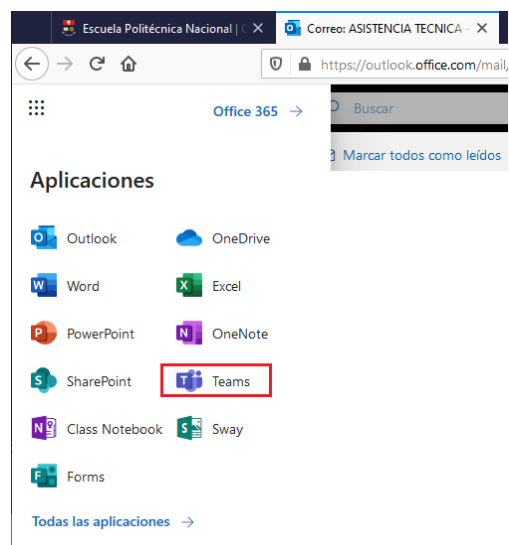 Escuela Politécnica Nacional | C
Correo: ASISTENCIA TECNICA -
https://outlook.office.com/mail/
Office 365 →
Buscar
Marcar todos como leídos
Aplicaciones
Outlook OneDrive
Word Excel
PowerPoint OneNote
SharePoint Teams
Class Notebook Sway
Forms
Todas las aplicaciones →